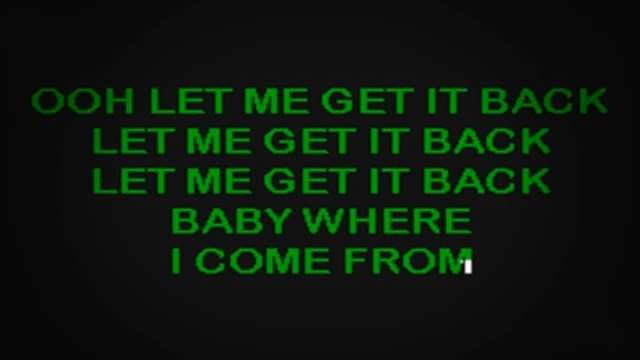 OOH LET ME GET IT BACK
LET ME GET IT BACK
LET ME GET IT BACK
BABY WHERE
I COME FROM